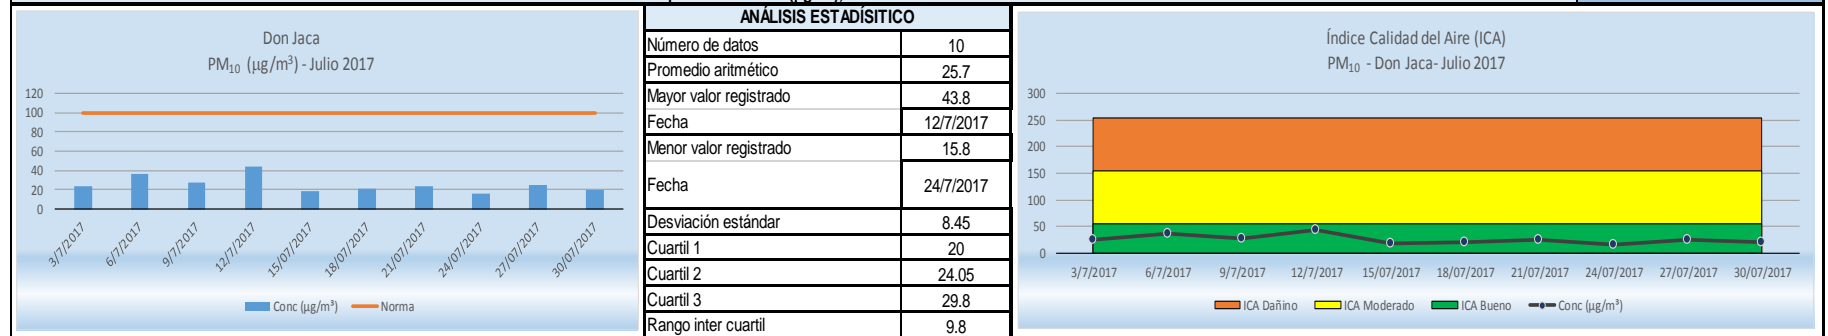 Don Jaca
PM₁₀ (µg/m³) - Julio 2017
120
100
80
60
40
20
0
3/7/2017
6/7/2017
9/7/2017
12/7/2017
15/07/2017
18/07/2017
21/07/2017
24/07/2017
27/07/2017
30/07/2017
Conc (µg/m³) Norma
ANÁLISIS ESTADÍSITICO
Número de datos 10
Promedio aritmético 25.7
Mayor valor registrado 43.8
Fecha 12/7/2017
Menor valor registrado 15.8
Fecha 24/7/2017
Desviación estándar 8.45
Cuartil 1 20
Cuartil 2 24.05
Cuartil 3 29.8
Rango inter cuartil 9.8
Índice Calidad del Aire (ICA)
PM₁₀ - Don Jaca- Julio 2017
300
250
200
150
100
50
0
3/7/2017 6/7/2017 9/7/2017 12/7/2017 15/07/2017 18/07/2017 21/07/2017 24/07/2017 27/07/2017 30/07/2017
ICA Dañino ICA Moderado ICA Bueno Conc (µg/m³)